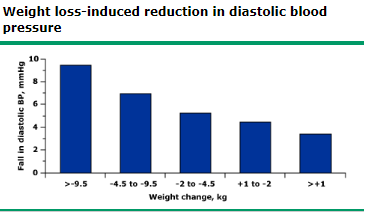 Weight loss-induced reduction in diastolic blood
pressure
Fall in diastolic BP, mmHg
10
8
6
4
2
0
>-9.5 -4.5 to -9.5 -2 to -4.5 +1 to -2 >+1
Weight change, kg